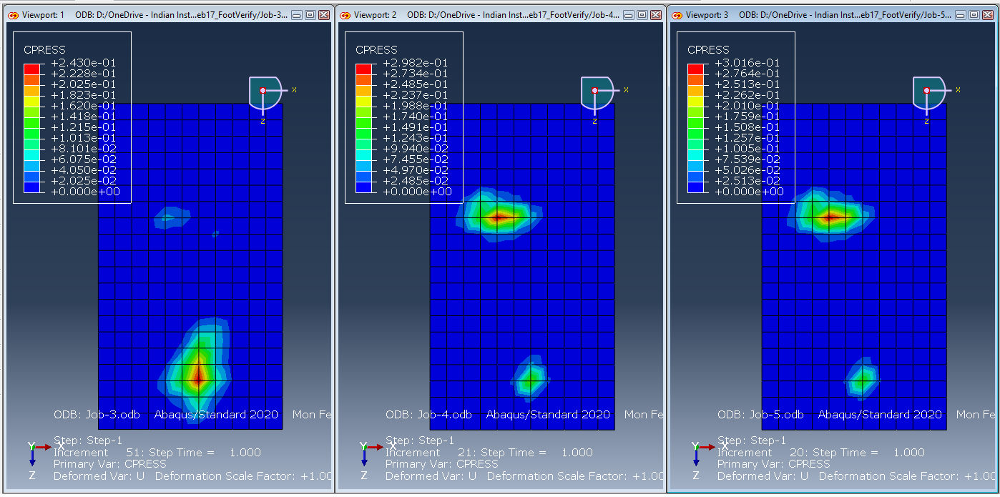 Viewport: 1 ODB: D:/OneDrive - Indian Inst...eb17_FootVerify/Job-3...
CPRESS
+2.430e-01
+2.228e-01
+2.025e-01
+1.823e-01
+1.620e-01
+1.418e-01
+1.215e-01
+1.013e-01
+8.101e-02
+6.075e-02
+4.050e-02
+2.025e-02
+0.000e+00
X
Z
ODB: Job-3.odb Abaqus/Standard 2020 Mon Fe
Step: Step-1
Y X
Increment 51: Step Time = 1.000
Primary Var: CPRESS
Z Deformed Var: U Deformation Scale Factor: +1.00
Viewport: 2 ODB: D:/OneDrive - Indian Inst...eb17_FootVerify/Job-4...
CPRESS
+2.982e-01
+2.734e-01
+2.485e-01
+2.237e-01
+1.988e-01
+1.740e-01
+1.491e-01
+1.243e-01
+9.940e-02
+7.455e-02
+4.970e-02
+2.485e-02
+0.000e+00
X
Z
ODB: Job-4.odb Abaqus/Standard 2020 Mon Fe
Step: Step-1
Y X
Increment 21: Step Time = 1.000
Primary Var: CPRESS
Z Deformed Var: U Deformation Scale Factor: +1.00
Viewport: 3 ODB: D:/OneDrive - Indian Inst...eb17_FootVerify/Job-5...
CPRESS
+3.016e-01
+2.764e-01
+2.513e-01
+2.262e-01
+2.010e-01
+1.759e-01
+1.508e-01
+1.257e-01
+1.005e-01
+7.539e-02
+5.026e-02
+2.513e-02
+0.000e+00
X
Z
ODB: Job-5.odb Abaqus/Standard 2020 Mon Fe
Step: Step-1
Y X
Increment 20: Step Time = 1.000
Primary Var: CPRESS
Z Deformed Var: U Deformation Scale Factor: +1.00